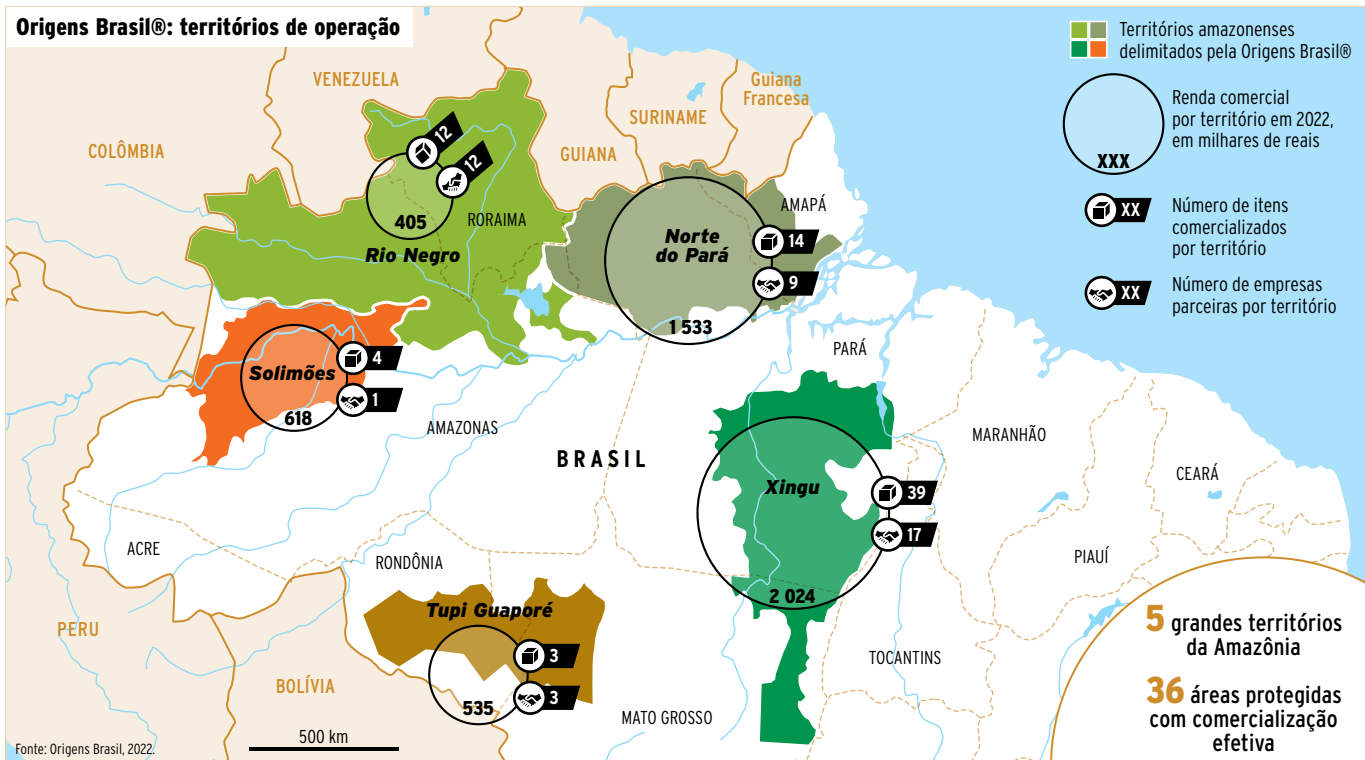 Origens Brasil®: territórios de operação
Territórios amazonenses
delimitados pela Origens Brasil®
Renda comercial
por território em 2022,
em milhares de reais
XXX
XX
Número de itens
comercializados
por território
XX
Número de empresas
parceiras por território
VENEZUELA
COLÔMBIA
GUIANA
SURINAME
Guiana
Francesa
12
12
405
RORAIMA
Rio Negro
AMAPÁ
Norte
do Pará
14
9
1 533
Solimões
4
1
618
PARÁ
AMAZONAS
BRASIL
MARANHÃO
CEARÁ
Xingu
39
17
2 024
ACRE
RONDÔNIA
PIAUÍ
Tupi Guaporé
3
3
535
PERU
BOLÍVIA
MATO GROSSO
TOCANTINS
5 grandes territórios
da Amazônia
36 áreas protegidas
com comercialização
efetiva
500 km
Fonte: Origens Brasil, 2022.